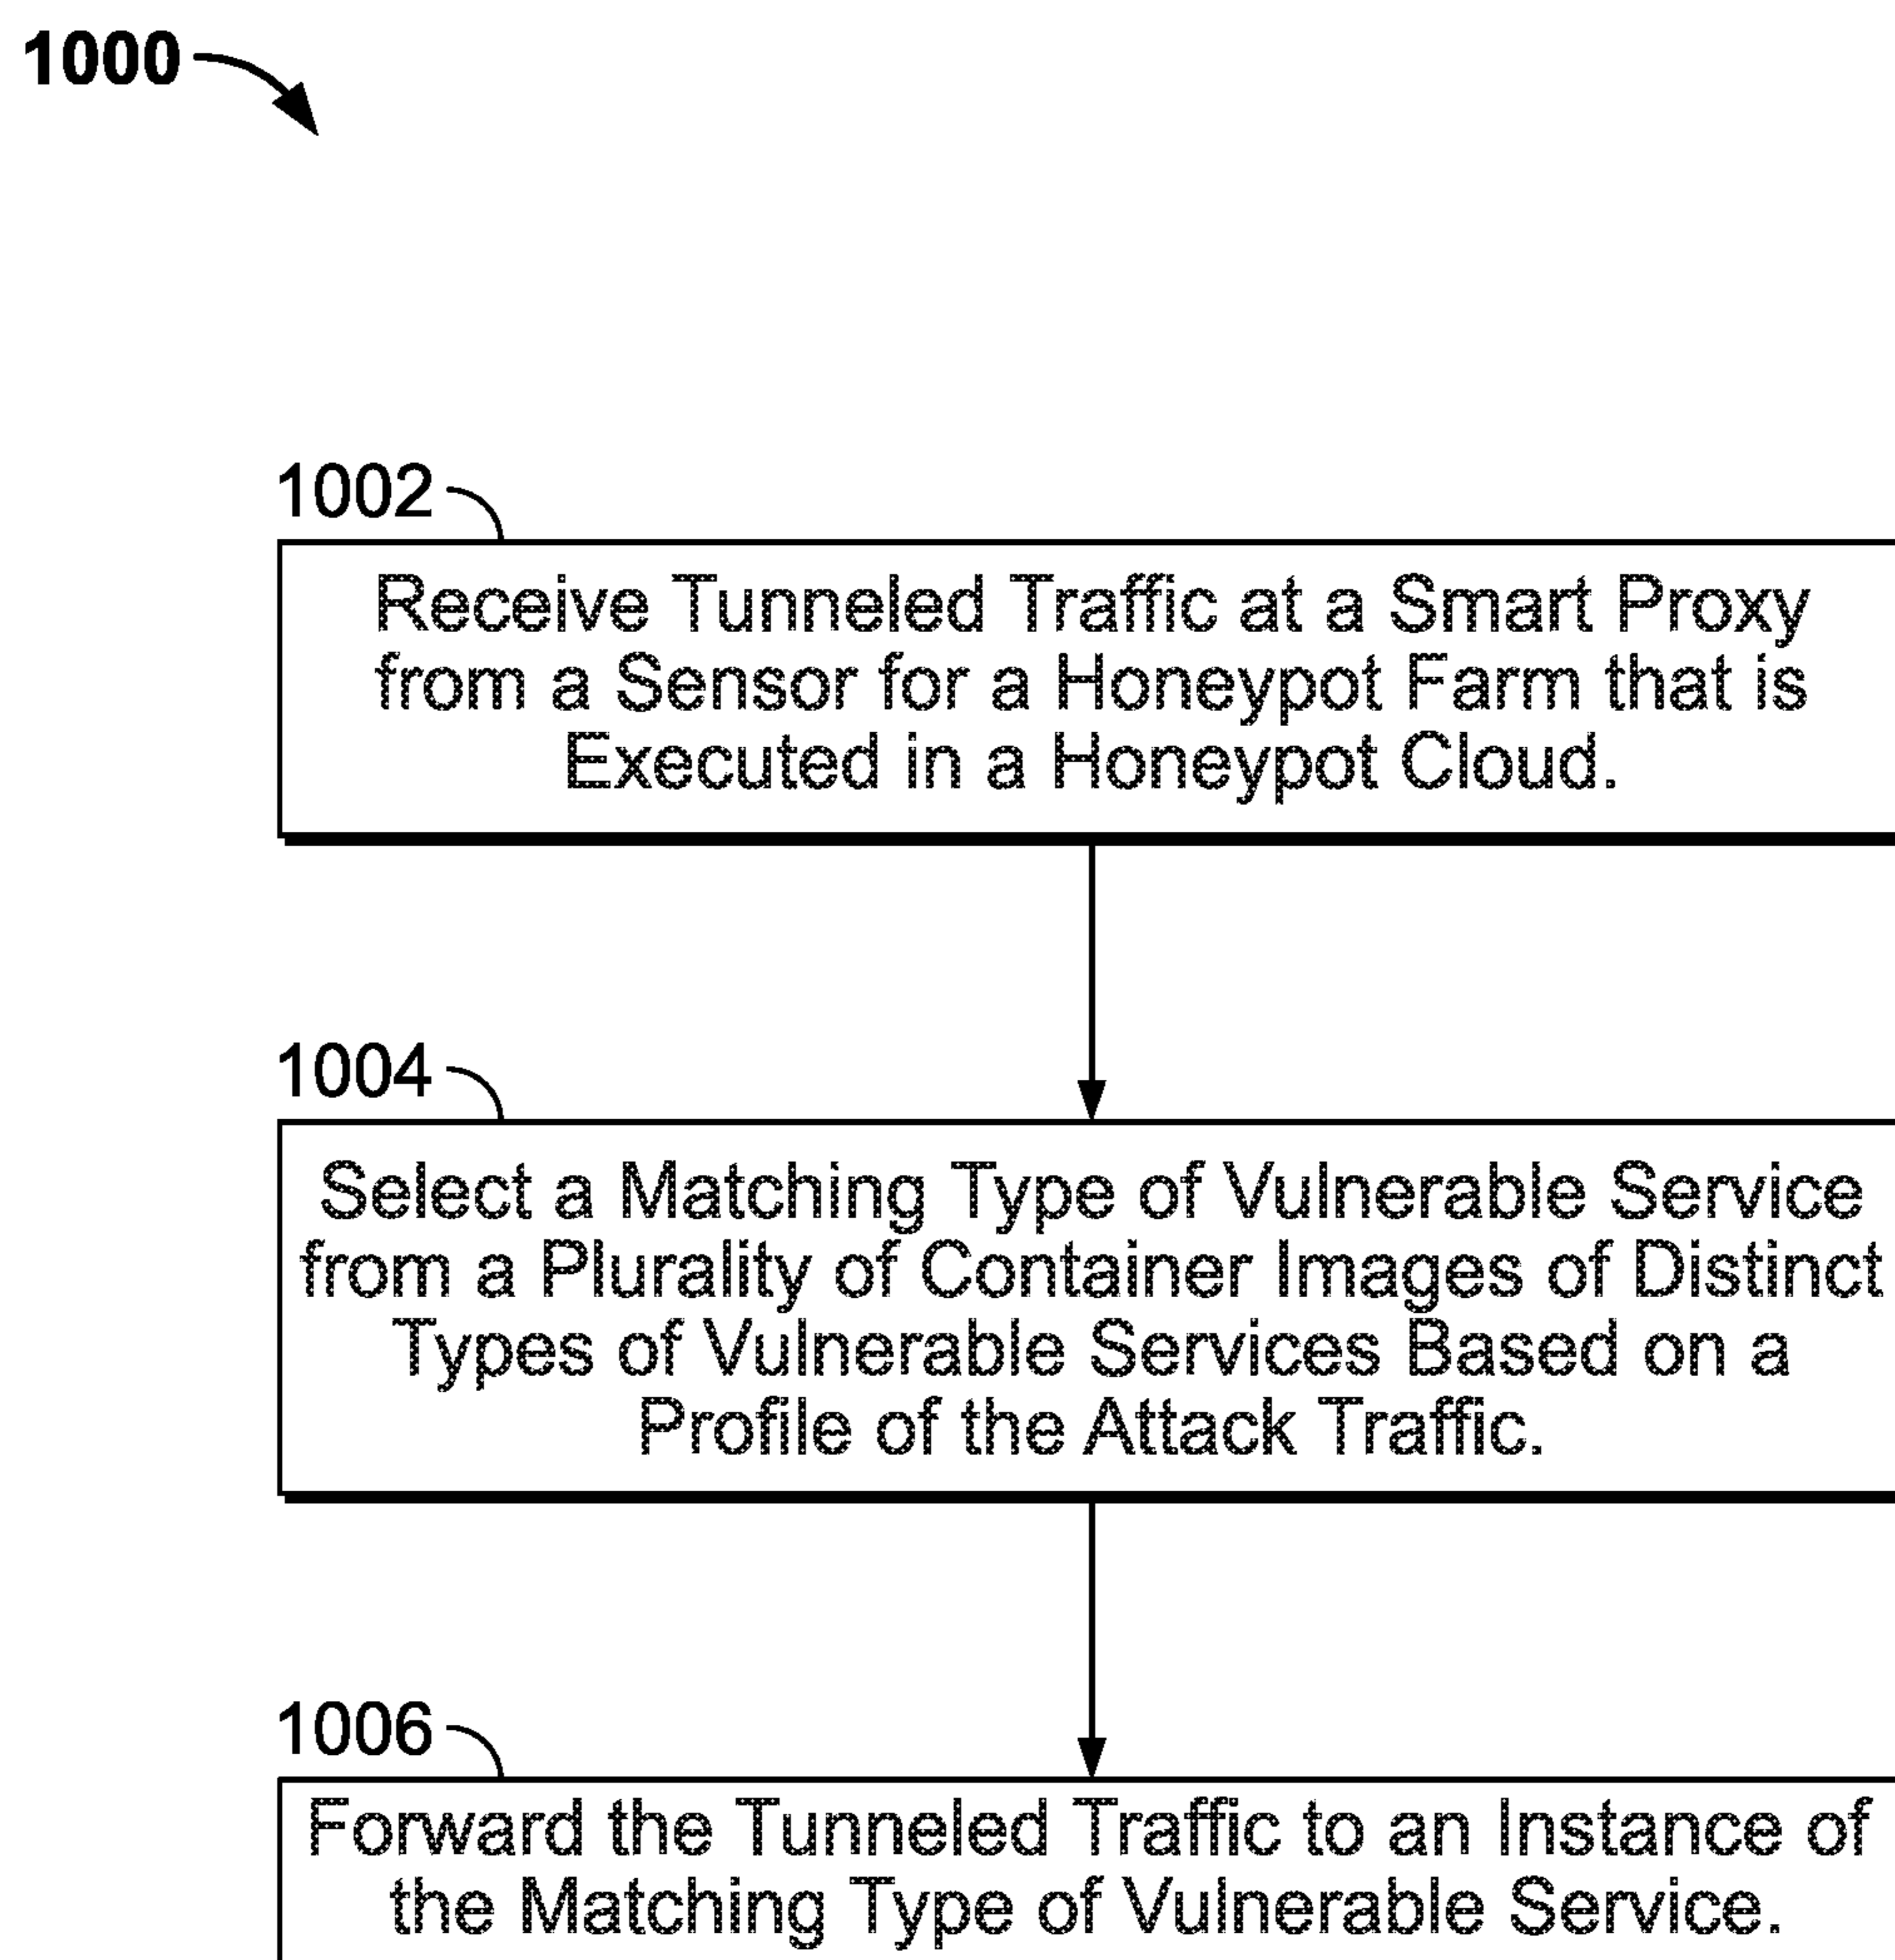 1000
1002
Receive Tunneled Traffic at a Smart Proxy
from a Sensor for a Honeypot Farm that is
Executed in a Honeypot Cloud.
1004
Select a Matching Type of Vulnerable Service
from a Plurality of Container Images of Distinct
Types of Vulnerable Services Based on a
Profile of the Attack Traffic.
1006
Forward the Tunneled Traffic to an Instance of
the Matching Type of Vulnerable Service.